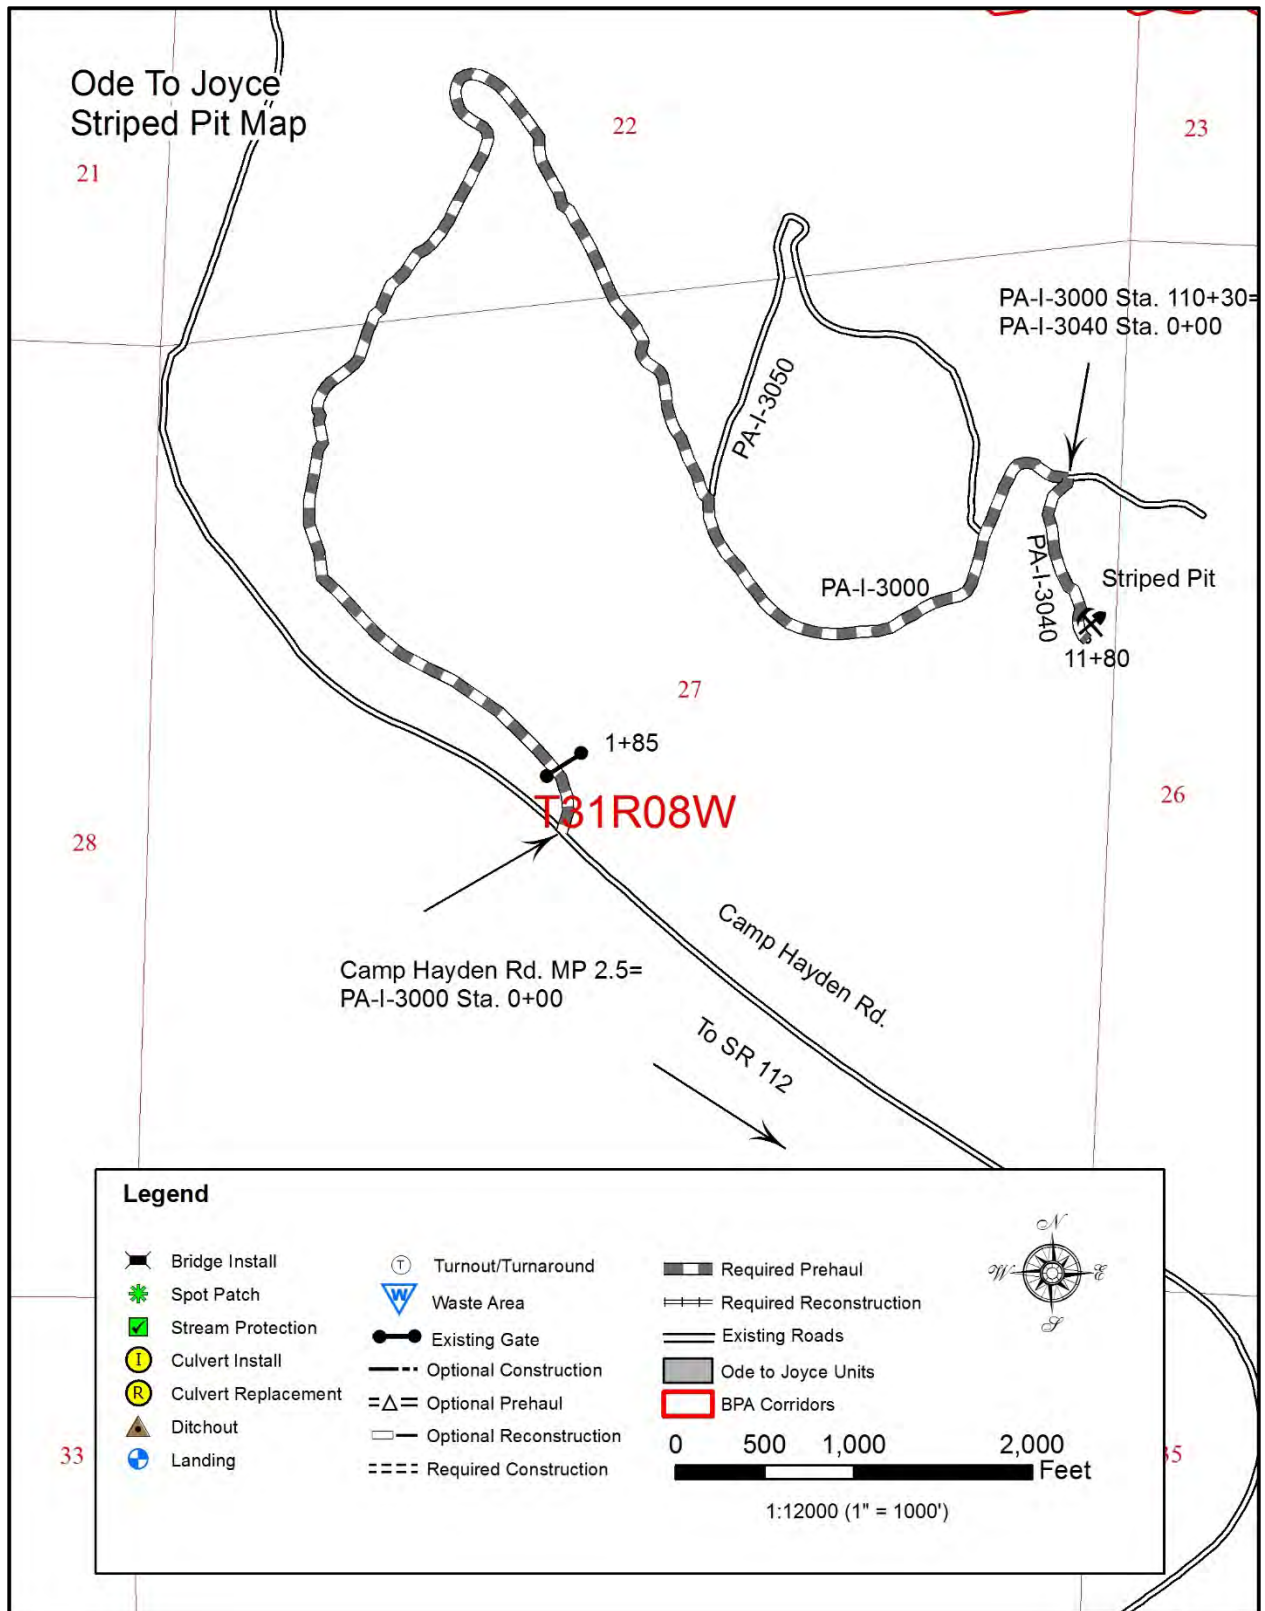 Ode To Joyce
Striped Pit Map
21
22
23
PA-I-3000 Sta. 110+30=
PA-I-3040 Sta. 0+00
PA-I-3050
PA-I-3000
PA-I-3040
Striped Pit
11+80
27
1+85
T31R08W
26
28
Camp Hayden Rd. MP 2.5=
PA-I-3000 Sta. 0+00
Camp Hayden Rd.
To SR 112
Legend
Bridge Install
Spot Patch
Stream Protection
I Culvert Install
R Culvert Replacement
Ditchout
Landing
T Turnout/Turnaround
W Waste Area
Existing Gate
Optional Construction
Optional Prehaul
Optional Reconstruction
Required Construction
Required Prehaul
Required Reconstruction
Existing Roads
Ode to Joyce Units
BPA Corridors
N
W E
S
0 500 1,000 2,000
Feet
1:12000 (1" = 1000')
33
35